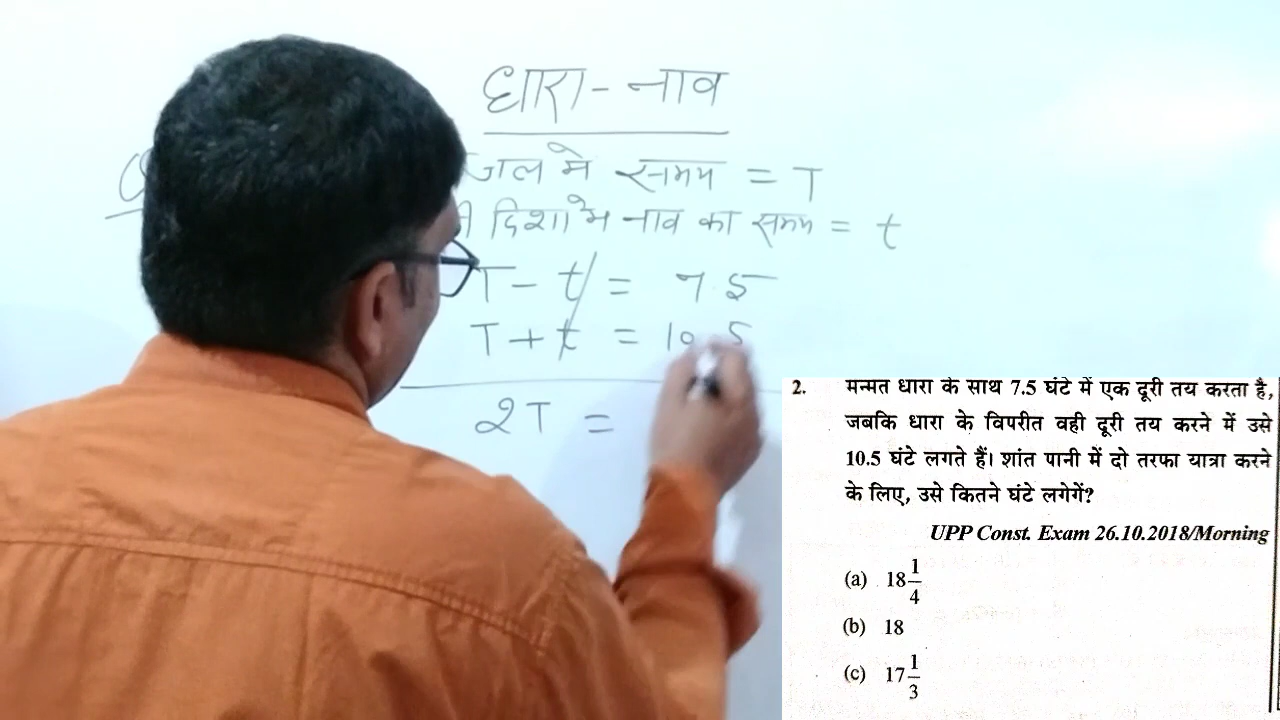 धारा - नाव
Q
जल मे समय = T
दिशा मे नाव का समय = t
T - t = 7.5
T + t = 10.5
2T =
2. मन्मत धारा के साथ 7.5 घंटे में एक दूरी तय करता है,
जबकि धारा के विपरीत वही दूरी तय करने में उसे
10.5 घंटे लगते हैं। शांत पानी में दो तरफा यात्रा करने
के लिए, उसे कितने घंटे लगेगें?
UPP Const. Exam 26.10.2018/Morning
(a) 18 1/4
(b) 18
(c) 17 1/3